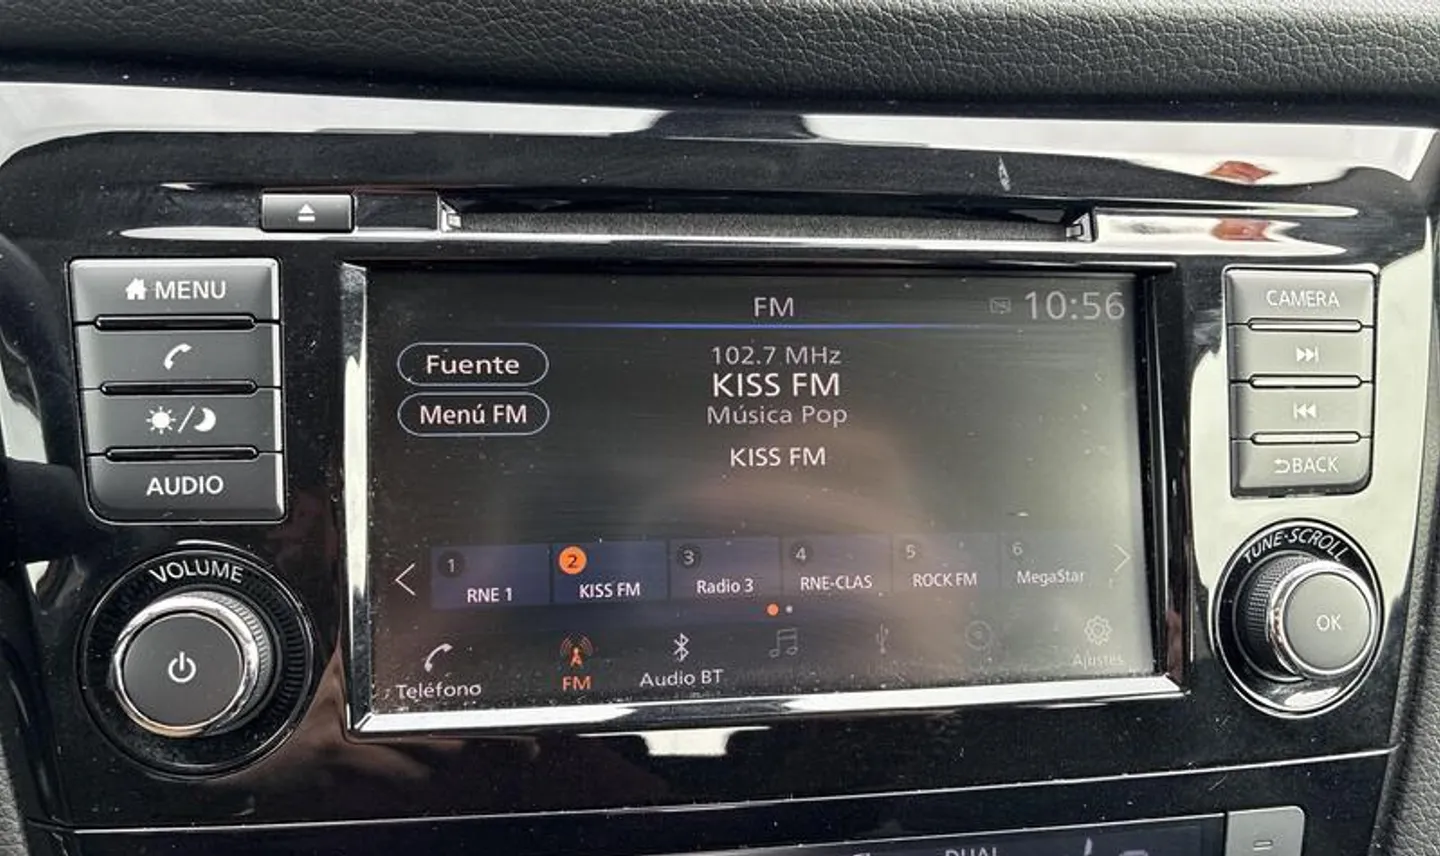 MENU
AUDIO
VOLUME
FM
10:56
Fuente
Menú FM
102.7 MHz
KISS FM
Música Pop
KISS FM
1 RNE 1
2 KISS FM
3 Radio 3
4 RNE-CLAS
5 ROCK FM
6 MegaStar
Teléfono
FM
Audio BT
Ajustes
CAMERA
BACK
TUNE-SCROLL
OK
DUAL